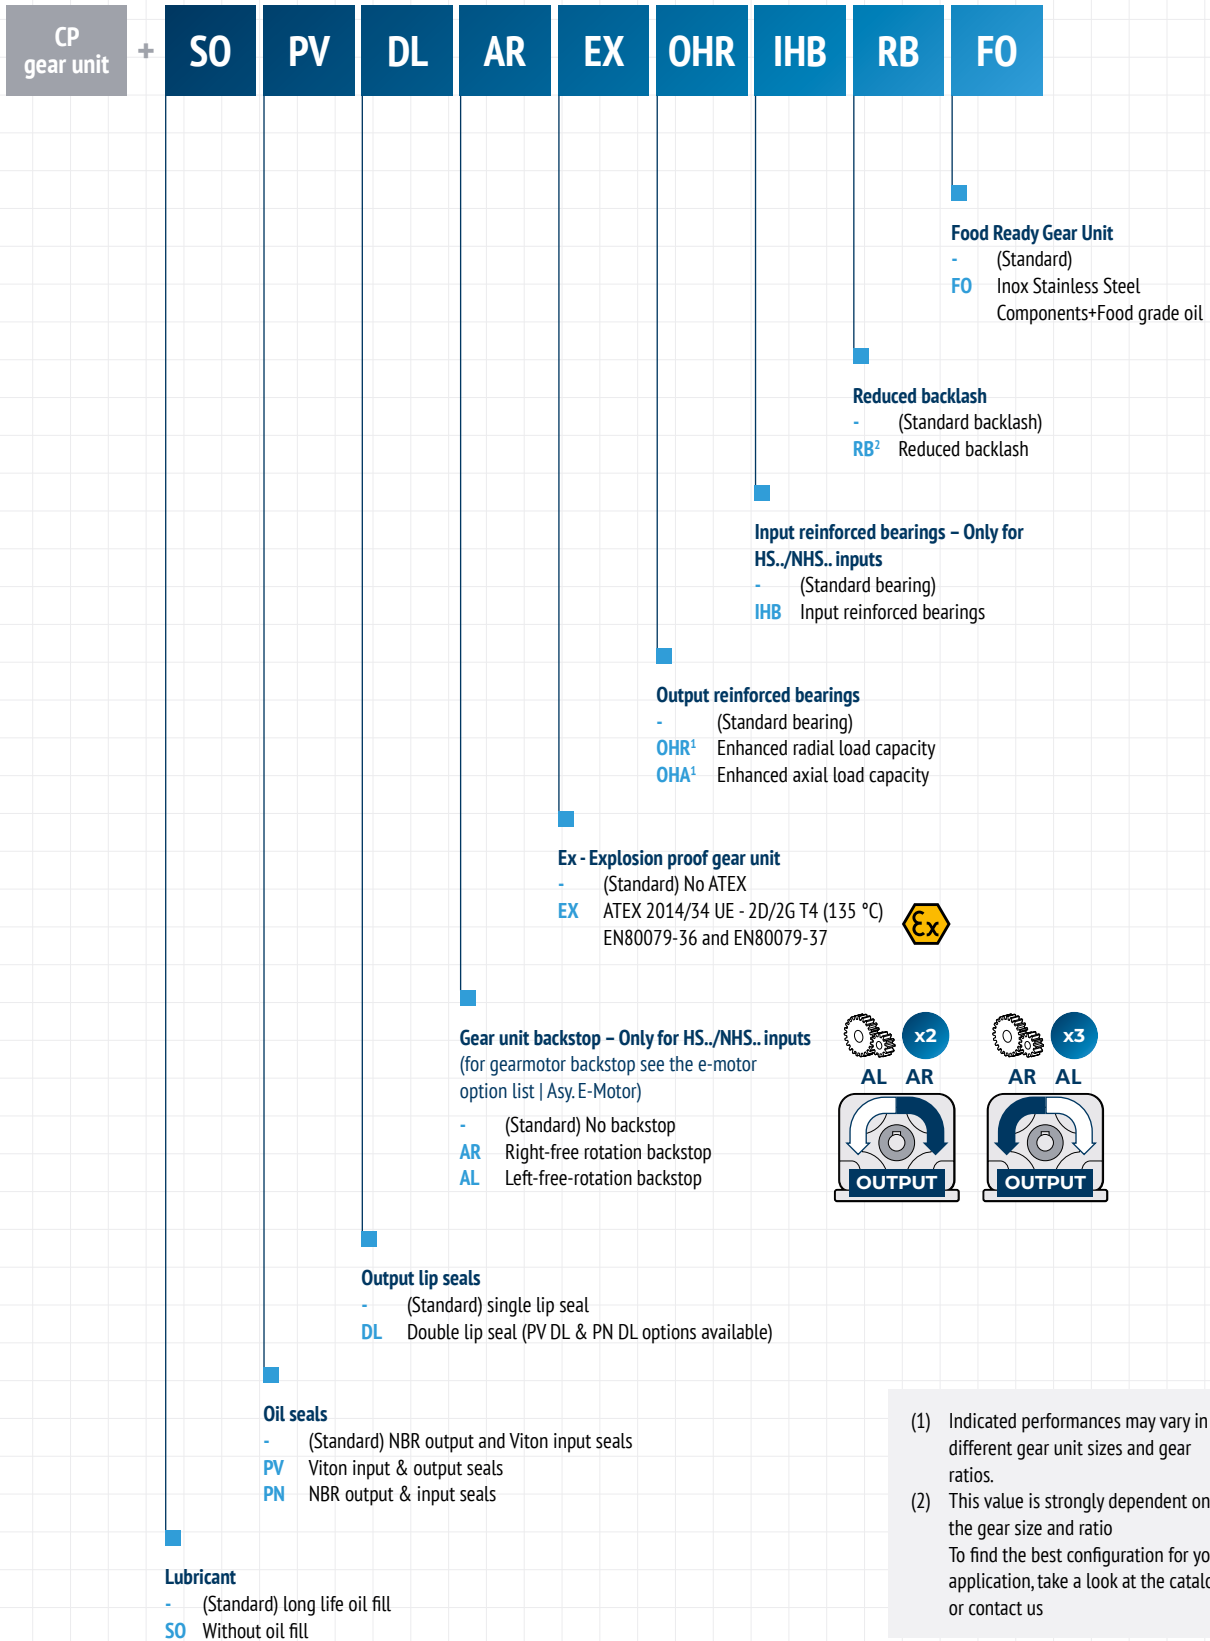 CP
gear unit
+
SO
PV
DL
AR
EX
OHR
IHB
RB
FO
Food Ready Gear Unit
- (Standard)
FO Inox Stainless Steel
Components+Food grade oil
Reduced backlash
- (Standard backlash)
RB² Reduced backlash
Input reinforced bearings – Only for
HS../NHS.. inputs
- (Standard bearing)
IHB Input reinforced bearings
Output reinforced bearings
- (Standard bearing)
OHR¹ Enhanced radial load capacity
OHA¹ Enhanced axial load capacity
Ex - Explosion proof gear unit
- (Standard) No ATEX
EX ATEX 2014/34 UE - 2D/2G T4 (135 °C)
EN80079-36 and EN80079-37
Ex
Gear unit backstop – Only for HS../NHS.. inputs
(for gearmotor backstop see the e-motor
option list | Asy. E-Motor)
- (Standard) No backstop
AR Right-free rotation backstop
AL Left-free-rotation backstop
x2
AL AR
OUTPUT
x3
AR AL
OUTPUT
Output lip seals
- (Standard) single lip seal
DL Double lip seal (PV DL & PN DL options available)
Oil seals
- (Standard) NBR output and Viton input seals
PV Viton input & output seals
PN NBR output & input seals
Lubricant
- (Standard) long life oil fill
SO Without oil fill
(1) Indicated performances may vary in
different gear unit sizes and gear
ratios.
(2) This value is strongly dependent on
the gear size and ratio
To find the best configuration for
application, take a look at the
or contact us